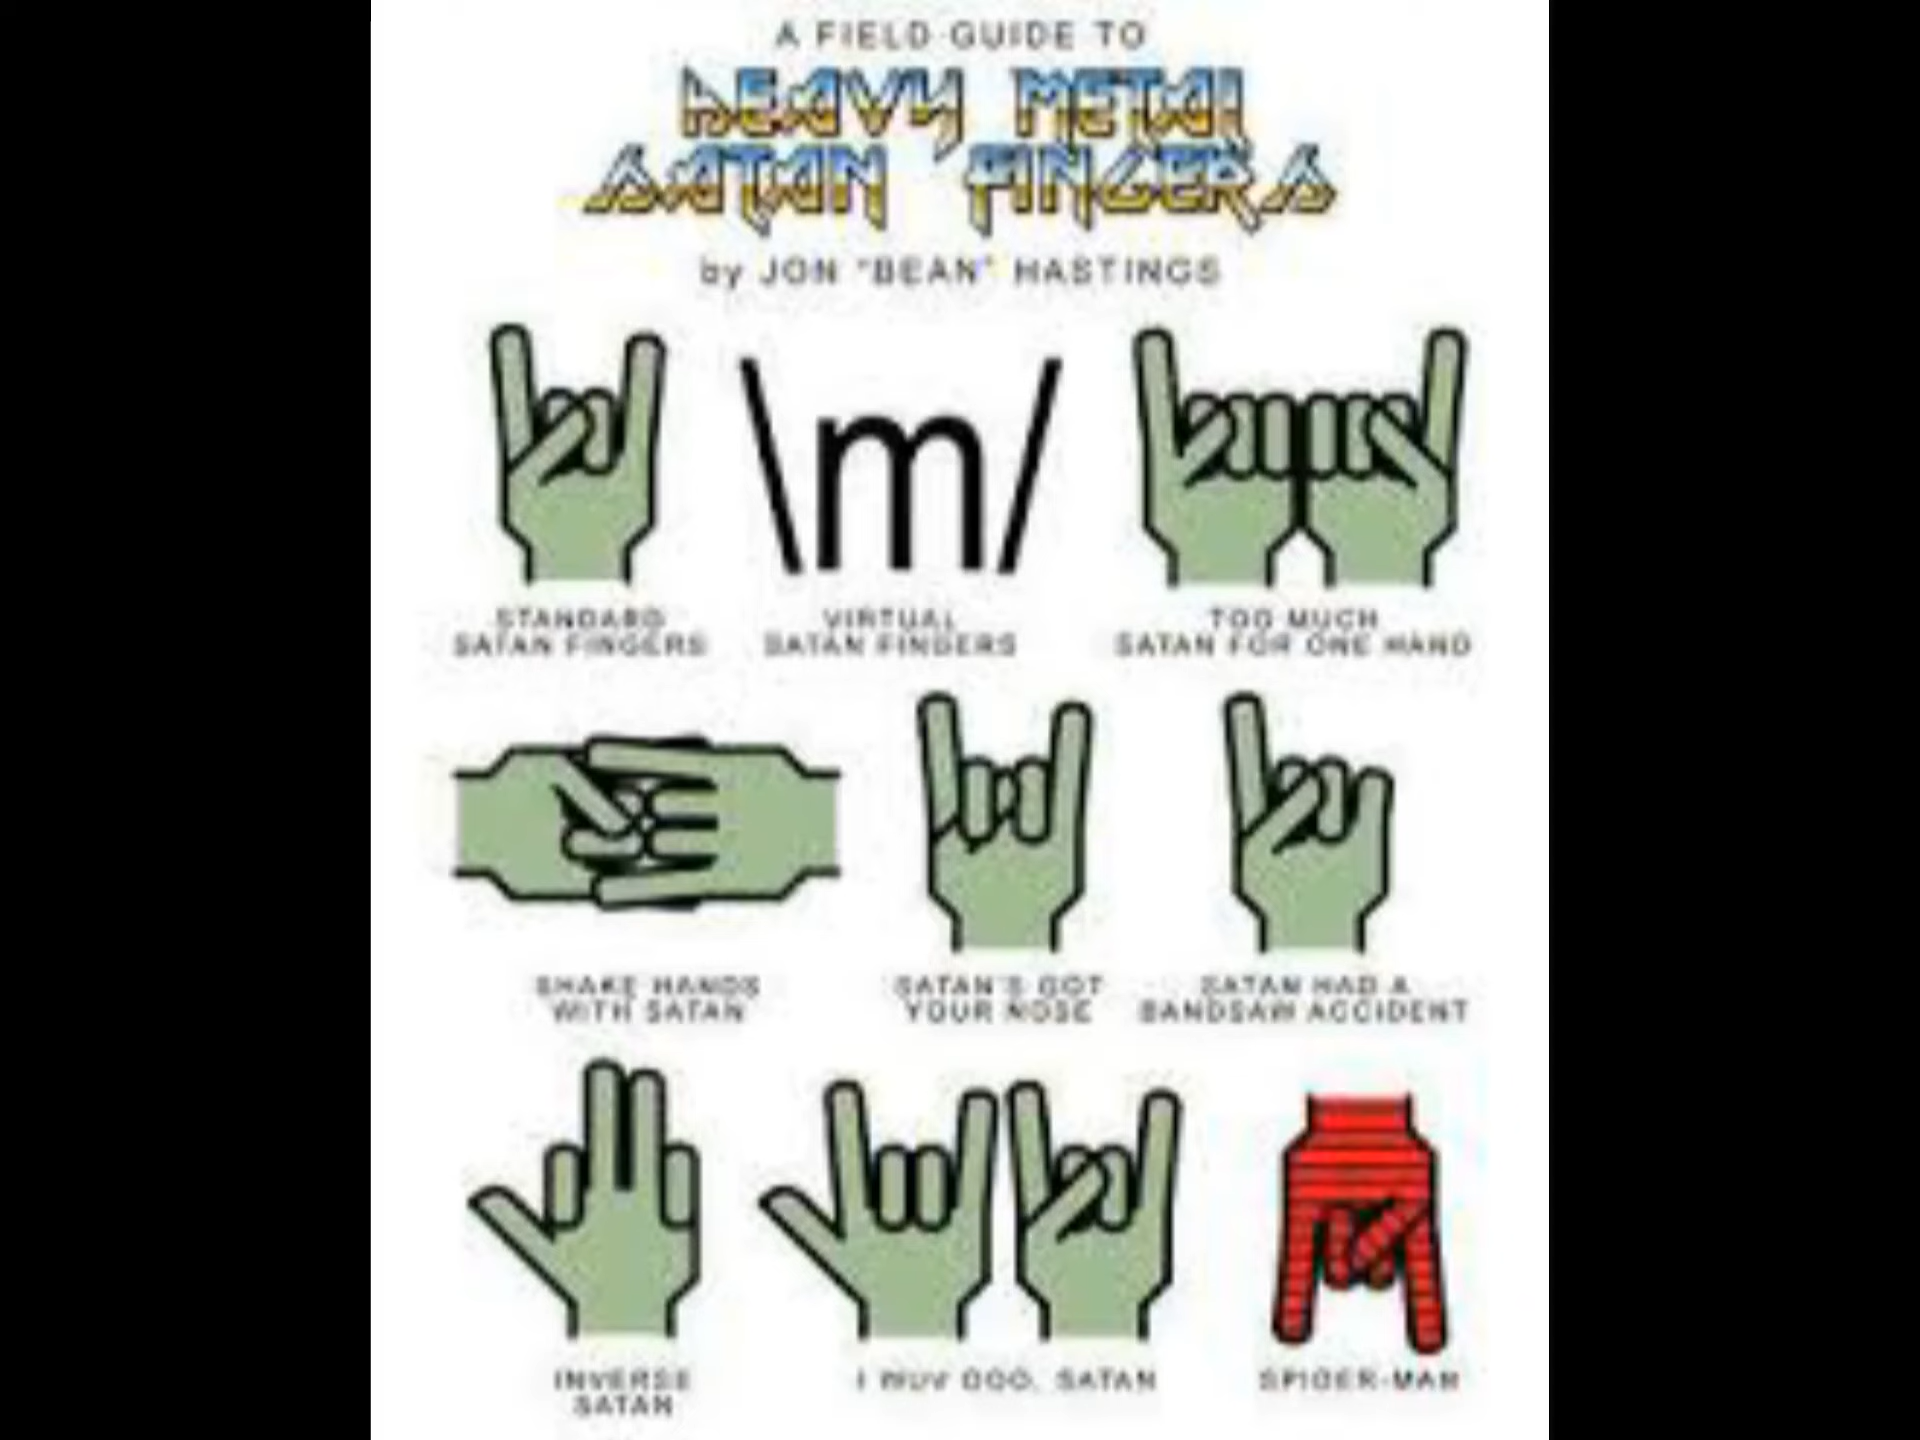 A FIELD GUIDE TO
HEAVY METAL
SATAN FINGERS
by JON "BEAN" HASTINGS
\m/
STANDARD
SATAN FINGERS
VIRTUAL
SATAN FINGERS
TOO MUCH
SATAN FOR ONE HAND
SHAKE HANDS
WITH SATAN
SATAN'S GOT
YOUR NOSE
SATAN HAD A
BANDSAW ACCIDENT
INVERSE
SATAN
I WUV OOO, SATAN
SPIDER-MAN